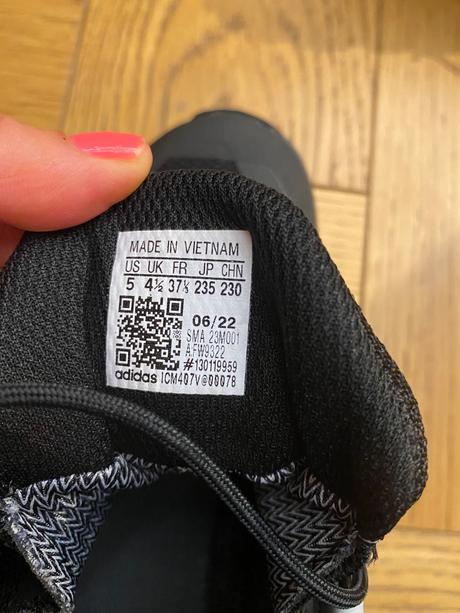 MADE IN VIETNAM
US UK FR JP CHN
5 4½ 37⅓ 235 230
06/22
SMA 23M001
A:FW9322
#130119959
adidas ICM407V@00078